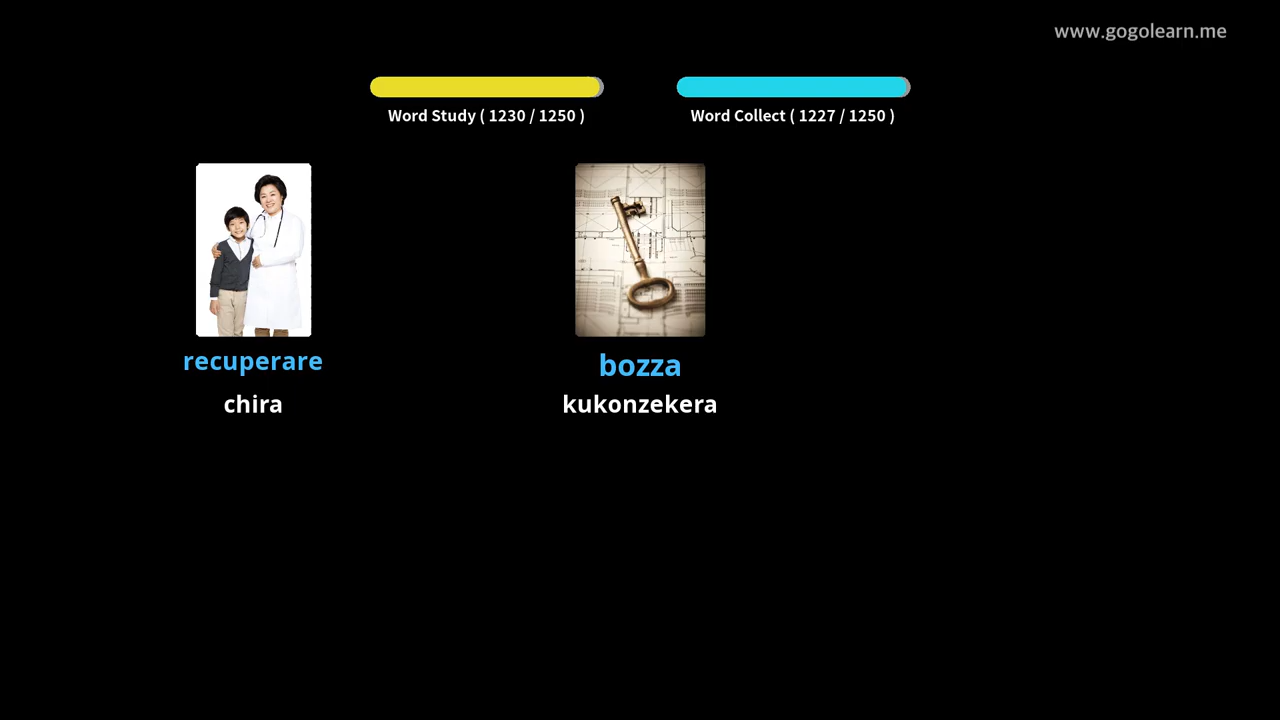 www.gogolearn.me
Word Study ( 1230 / 1250 )
Word Collect ( 1227 / 1250 )
recuperare
chira
bozza
kukonzekera